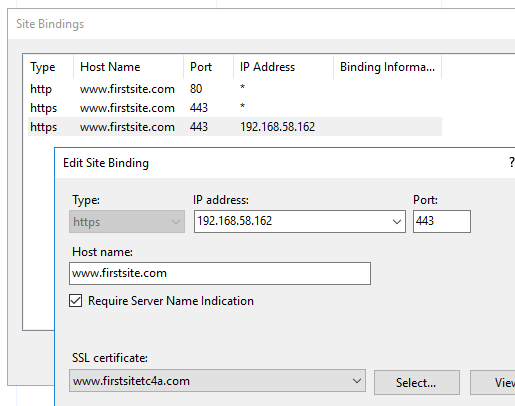 Site Bindings
Type Host Name Port IP Address Binding Informa...
http www.firstsite.com 80 *
https www.firstsite.com 443 *
https www.firstsite.com 443 192.168.58.162
Edit Site Binding ?
Type: IP address: Port:
https 192.168.58.162 443
Host name:
www.firstsite.com
Require Server Name Indication
SSL certificate:
www.firstsitetc4a.com Select... View